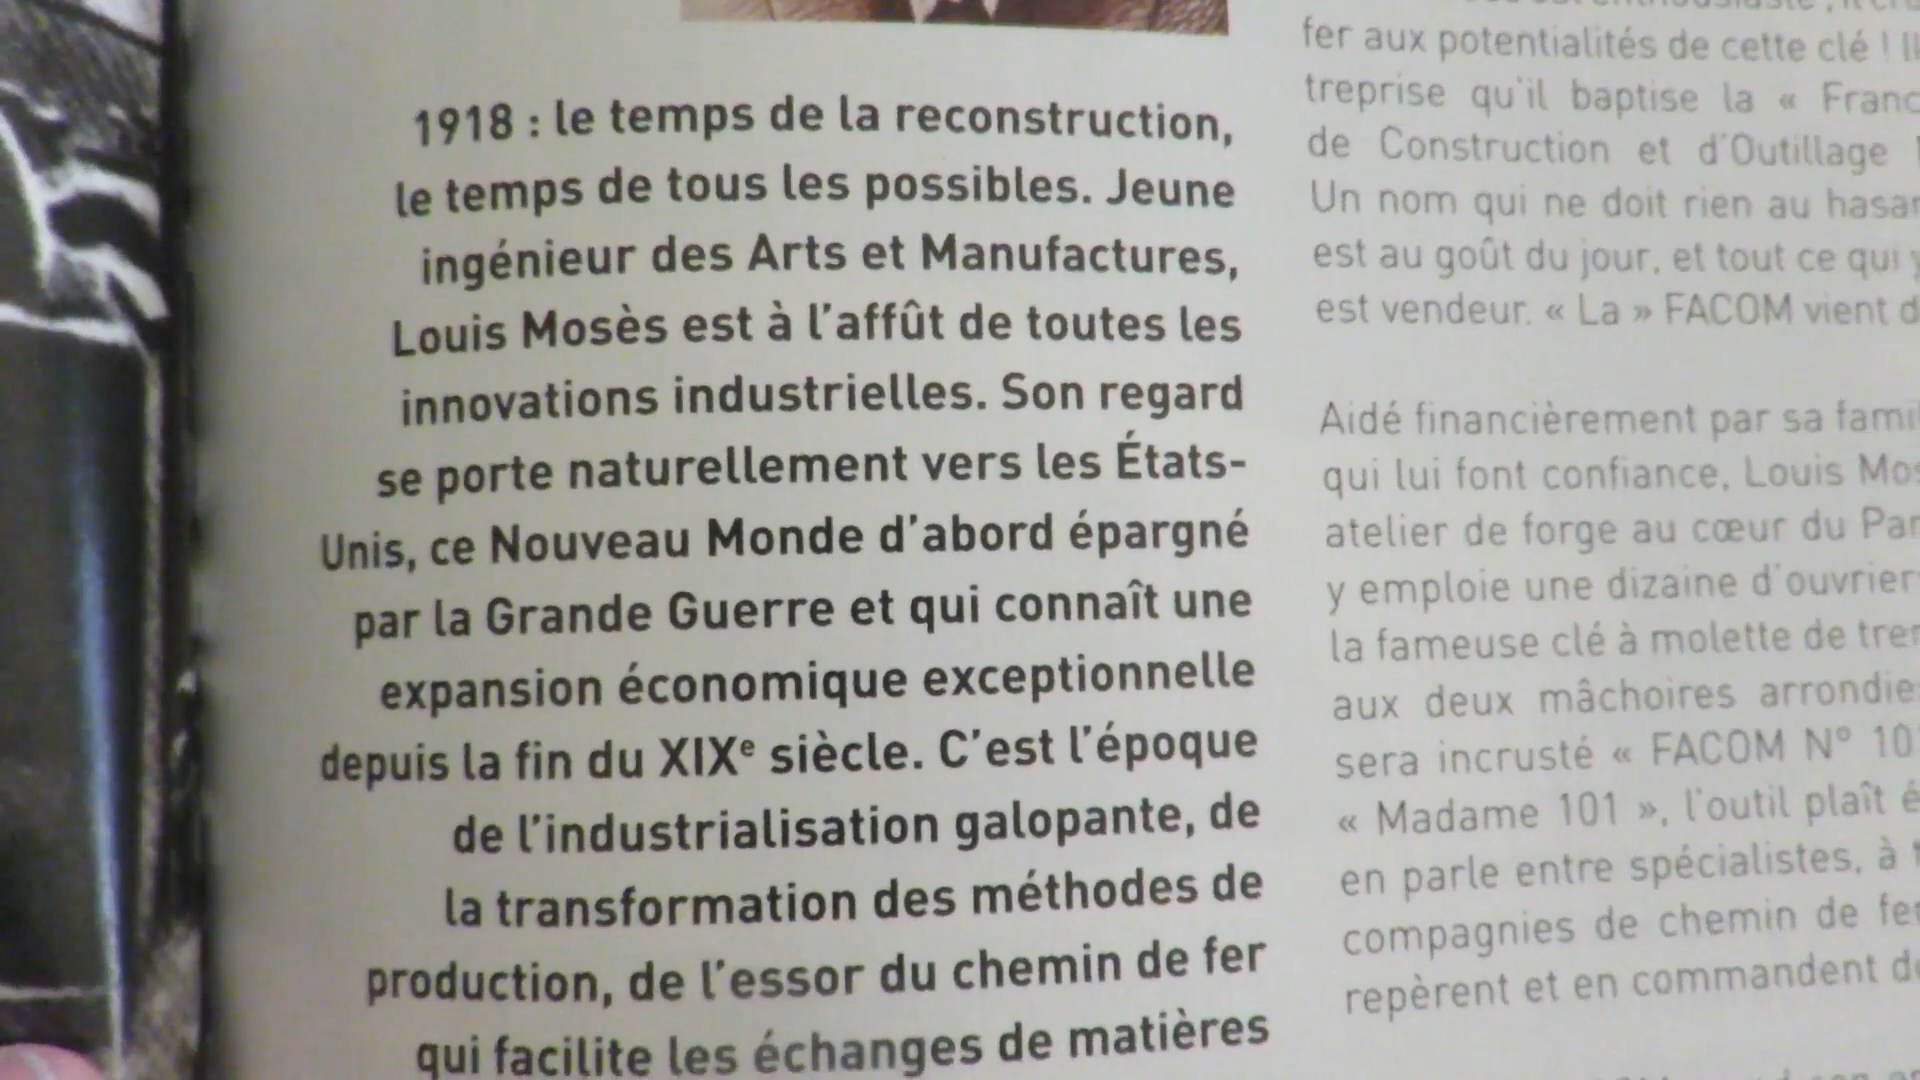 1918 : le temps de la reconstruction,
le temps de tous les possibles. Jeune
ingénieur des Arts et Manufactures,
Louis Mosès est à l'affût de toutes les
innovations industrielles. Son regard
se porte naturellement vers les États-
Unis, ce Nouveau Monde d'abord épargné
par la Grande Guerre et qui connaît une
expansion économique exceptionnelle
depuis la fin du XIXe siècle. C'est l'époque
de l'industrialisation galopante, de
la transformation des méthodes de
production, de l'essor du chemin de fer
qui facilite les échanges de matières
fer aux potentialités de cette clé !
treprise qu'il baptise la «
de Construction et d'Outillage
Un nom qui ne doit rien au
est au goût du jour, et tout ce qui
est vendeur. « La » FACOM vient
Aidé financièrement par sa
qui lui font confiance, Louis
atelier de forge au cœur du
y emploie une dizaine
la fameuse clé à molette de
aux deux mâchoires
sera incrusté « FACOM N°
« Madame 101 », l'outil plaît
en parle entre spécialistes, à
compagnies de chemin de
repèrent et en commandent